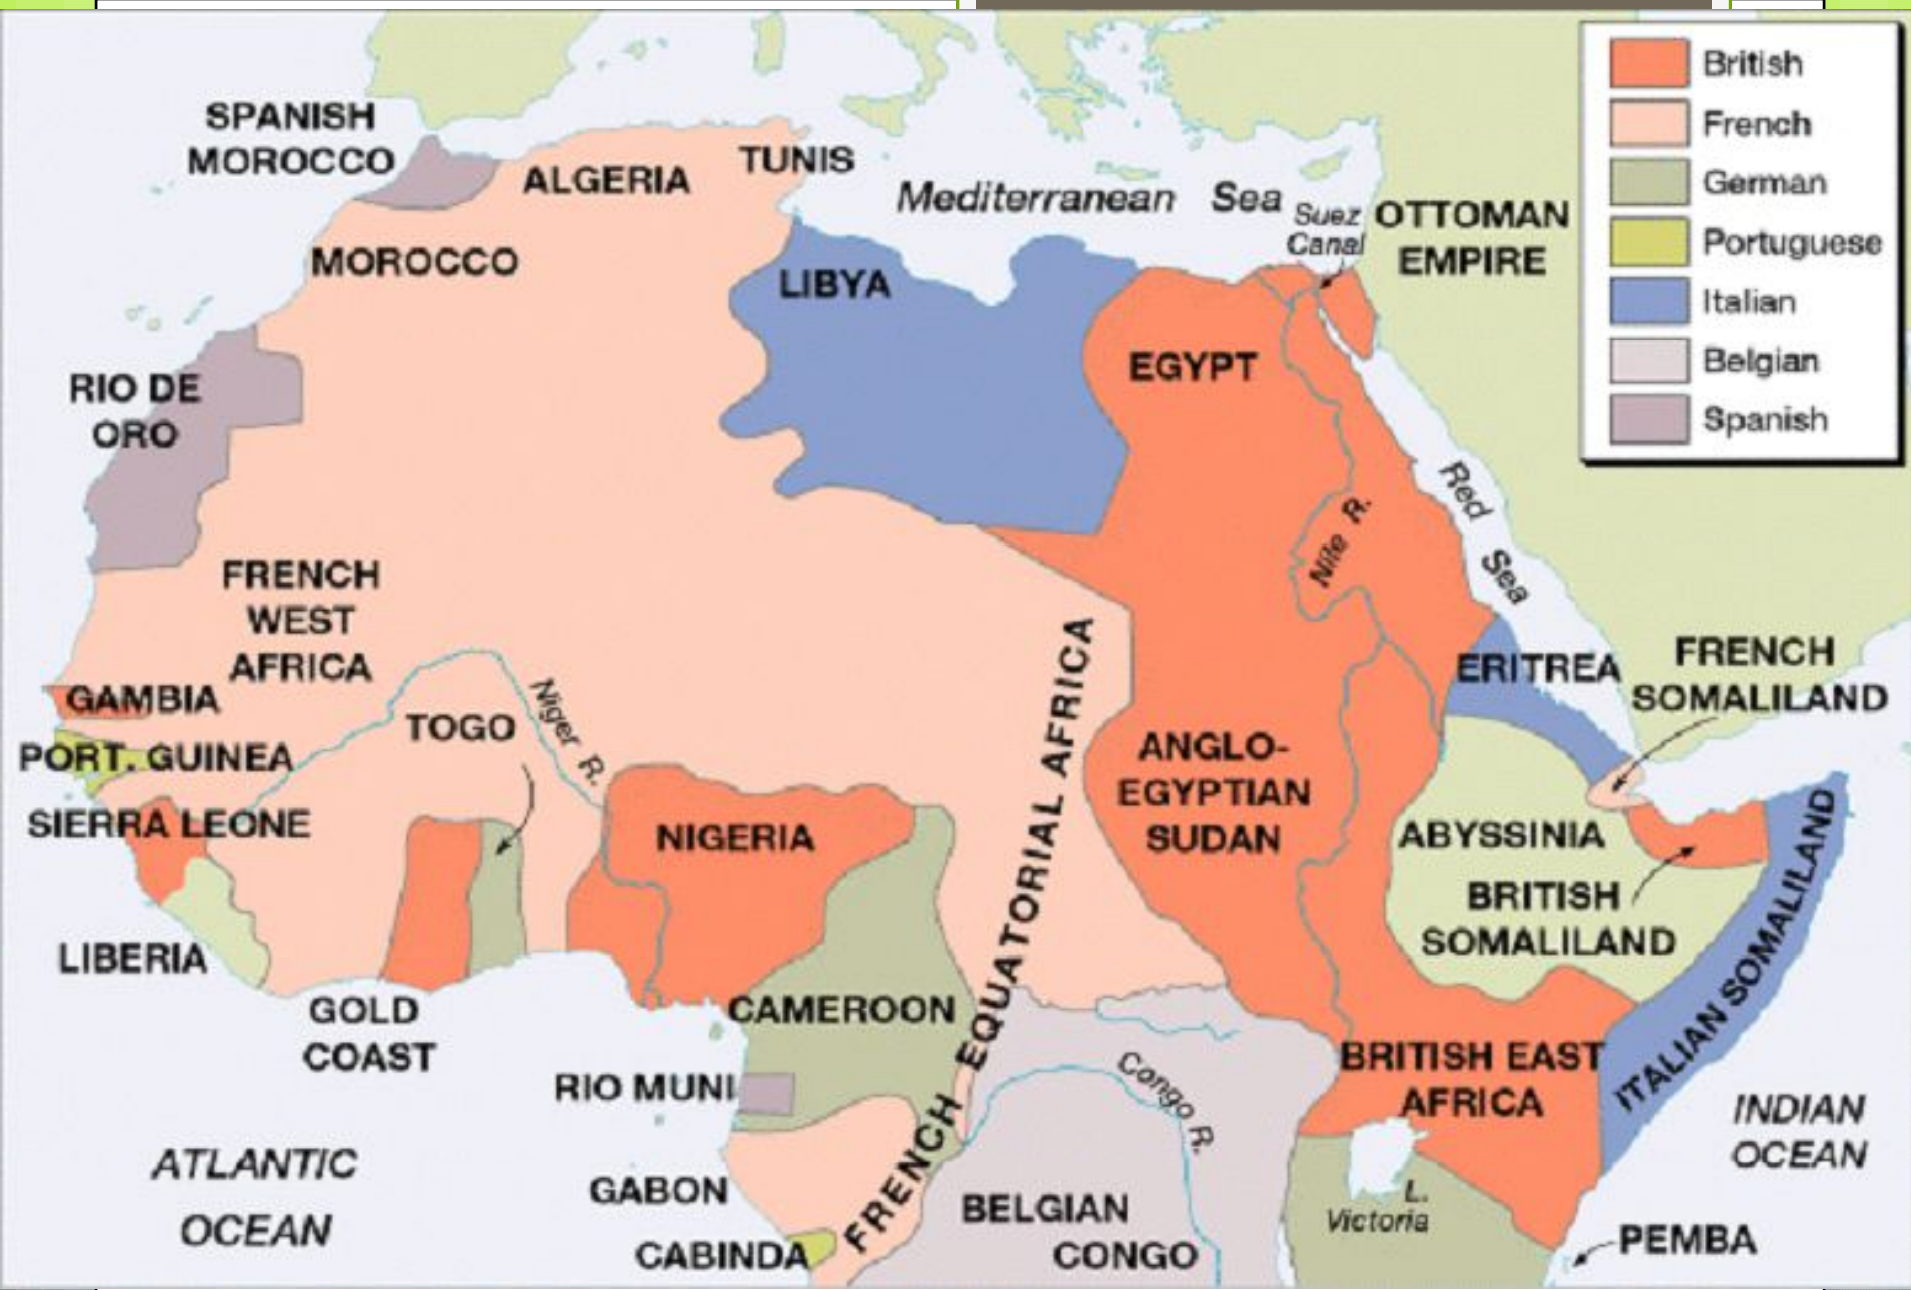 British
French
German
Portuguese
Italian
Belgian
Spanish
SPANISH
MOROCCO
ALGERIA
TUNIS
Mediterranean Sea
Suez
Canal
OTTOMAN
EMPIRE
MOROCCO
LIBYA
EGYPT
RIO DE
ORO
Red Sea
Nile R.
FRENCH
WEST
AFRICA
ERITREA
FRENCH
SOMALILAND
GAMBIA
TOGO
Niger R.
PORT. GUINEA
SIERRA LEONE
NIGERIA
ANGLO-
EGYPTIAN
SUDAN
ABYSSINIA
BRITISH
SOMALILAND
ITALIAN SOMALILAND
LIBERIA
GOLD
COAST
CAMEROON
FRENCH EQUATORIAL AFRICA
RIO MUNI
Congo R.
BRITISH EAST
AFRICA
INDIAN
OCEAN
ATLANTIC
OCEAN
GABON
BELGIAN
CONGO
L.
Victoria
CABINDA
PEMBA